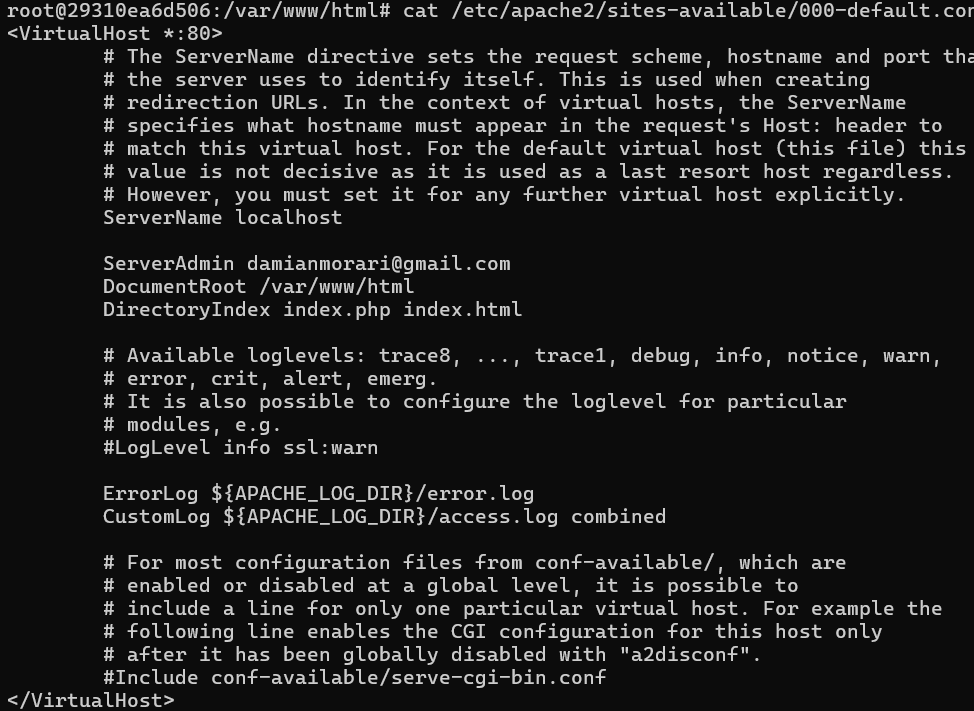 root@29310ea6d506:/var/www/html# cat /etc/apache2/sites-available/000-default.con
<VirtualHost *:80>
        # The ServerName directive sets the request scheme, hostname and port tha
        # the server uses to identify itself. This is used when creating
        # redirection URLs. In the context of virtual hosts, the ServerName
        # specifies what hostname must appear in the request's Host: header to
        # match this virtual host. For the default virtual host (this file) this
        # value is not decisive as it is used as a last resort host regardless.
        # However, you must set it for any further virtual host explicitly.
        ServerName localhost

        ServerAdmin damianmorari@gmail.com
        DocumentRoot /var/www/html
        DirectoryIndex index.php index.html

        # Available loglevels: trace8, ..., trace1, debug, info, notice, warn,
        # error, crit, alert, emerg.
        # It is also possible to configure the loglevel for particular
        # modules, e.g.
        #LogLevel info ssl:warn

        ErrorLog ${APACHE_LOG_DIR}/error.log
        CustomLog ${APACHE_LOG_DIR}/access.log combined

        # For most configuration files from conf-available/, which are
        # enabled or disabled at a global level, it is possible to
        # include a line for only one particular virtual host. For example the
        # following line enables the CGI configuration for this host only
        # after it has been globally disabled with "a2disconf".
        #Include conf-available/serve-cgi-bin.conf
</VirtualHost>